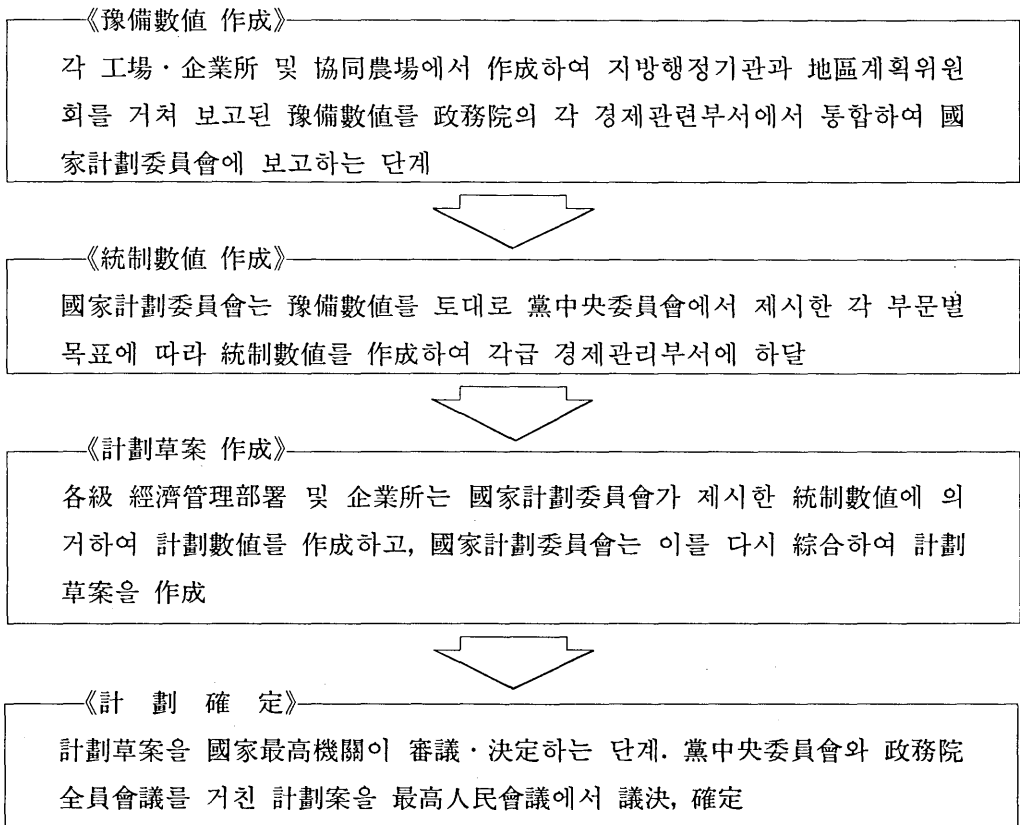 《豫備數値 作成》
각 工場·企業所 및 協同農場에서 作成하여 지방행정기관과 地區계획위원
회를 거쳐 보고된 豫備數値를 政務院의 각 경제관련부서에서 통합하여 國
家計劃委員會에 보고하는 단계
《統制數値 作成》
國家計劃委員會는 豫備數値를 토대로 黨中央委員會에서 제시한 각 부문별
목표에 따라 統制數値를 作成하여 각급 경제관리부서에 하달
《計劃草案 作成》
各級 經濟管理部署 및 企業所는 國家計劃委員會가 제시한 統制數値에 의
거하여 計劃數値를 作成하고, 國家計劃委員會는 이를 다시 綜合하여 計劃
草案을 作成
《計 劃 確 定》
計劃草案을 國家最高機關이 審議·決定하는 단계. 黨中央委員會와 政務院
全員會議를 거친 計劃案을 最高人民會議에서 議決, 確定